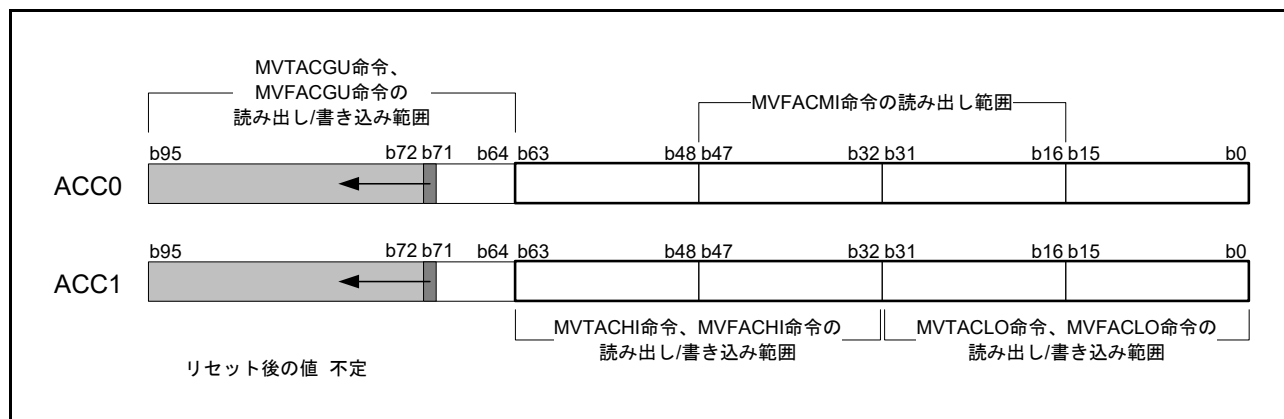 MVTACGU命令、
MVFACGU命令の
読み出し/書き込み範囲
MVFACMI命令の読み出し範囲
b95 b72 b71 b64 b63 b48 b47 b32 b31 b16 b15 b0
ACC0
b95 b72 b71 b64 b63 b48 b47 b32 b31 b16 b15 b0
ACC1
MVTACHI命令、MVFACHI命令の
読み出し/書き込み範囲
MVTACLO命令、MVFACLO命令の
読み出し/書き込み範囲
リセット後の値 不定